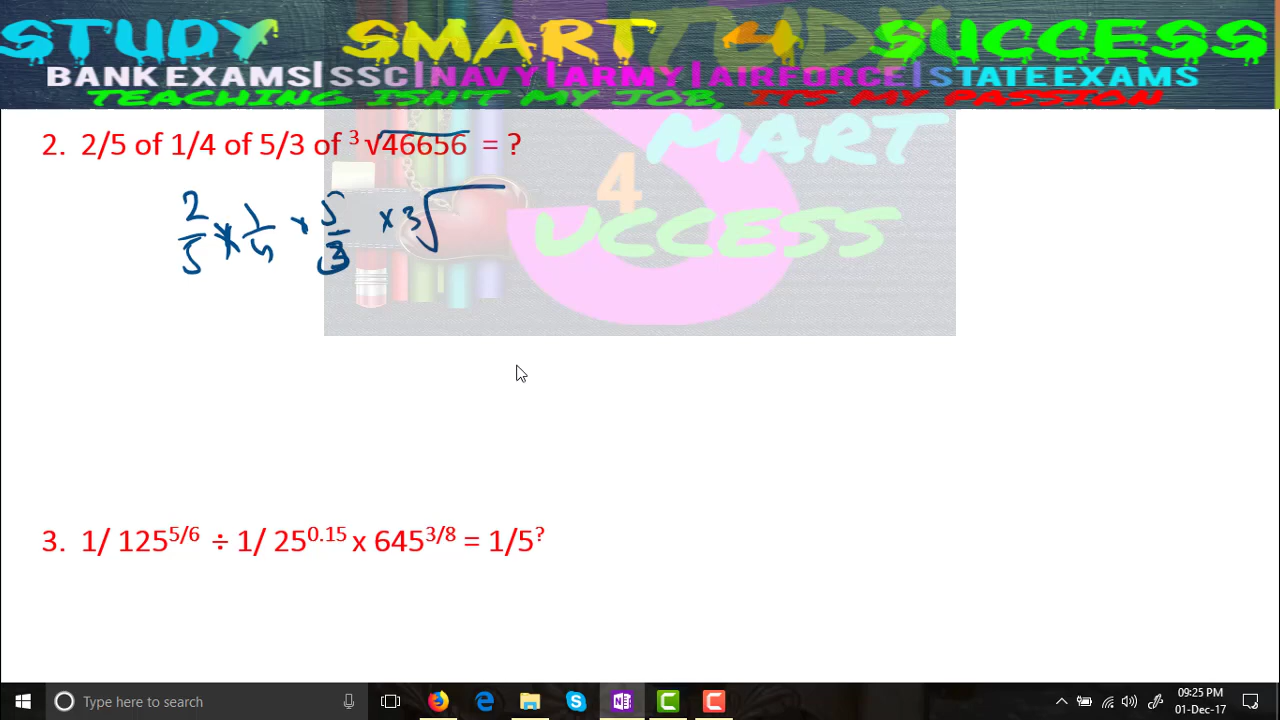 STUDY SMART 4 SUCCESS
BANK EXAMS|SSC|NAVY|ARMY|AIRFORCE|STATE EXAMS
TEACHING ISN'T MY JOB, ITS MY PASSION
MART
4
UCCESS
2. 2/5 of 1/4 of 5/3 of ³√46656 = ?
2/5 × 1/4 × 5/3 × 3√
3. 1/ 125^5/6 ÷ 1/ 25^0.15 x 645^3/8 = 1/5^?
Type here to search
09:25 PM
01-Dec-17